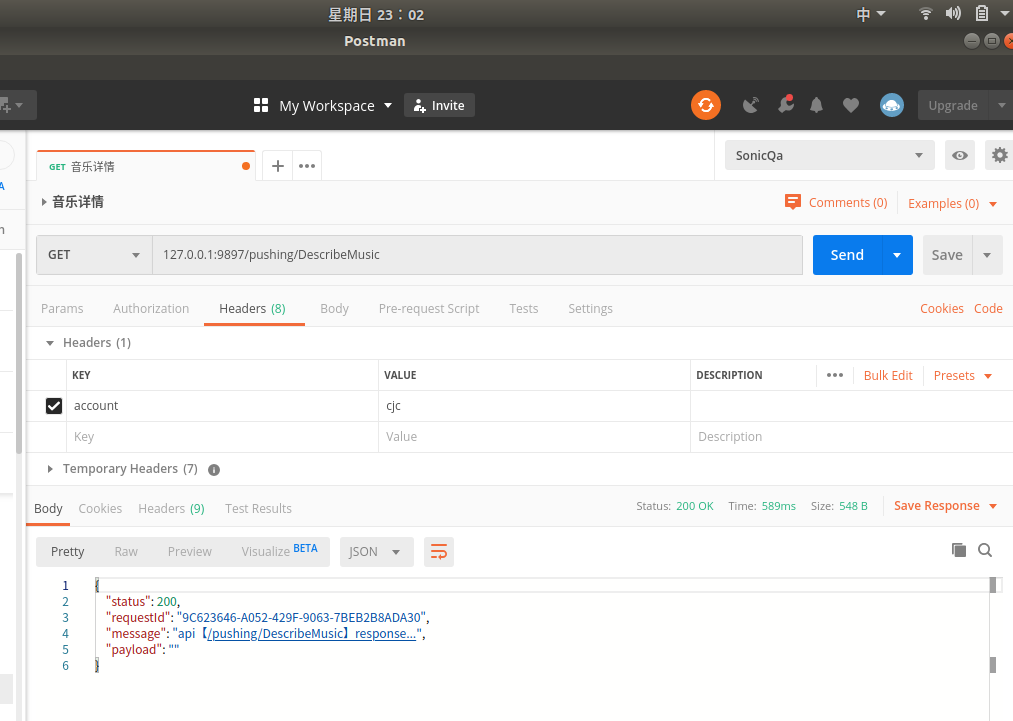 星期日 23：02
中
Postman
My Workspace
Invite
Upgrade
GET 音乐详情
SonicQa
A
音乐详情
Comments (0)
Examples (0)
n
GET
127.0.0.1:9897/pushing/DescribeMusic
Send
Save
Params
Authorization
Headers (8)
Body
Pre-request Script
Tests
Settings
Cookies
Code
Headers (1)
KEY
VALUE
DESCRIPTION
Bulk Edit
Presets
account
cjc
Key
Value
Description
Temporary Headers (7)
Body
Cookies
Headers (9)
Test Results
Status: 200 OK
Time: 589ms
Size: 548 B
Save Response
Pretty
Raw
Preview
Visualize BETA
JSON
1 {
2 "status": 200,
3 "requestId": "9C623646-A052-429F-9063-7BEB2B8ADA30",
4 "message": "api【/pushing/DescribeMusic】response...",
5 "payload": ""
6 }